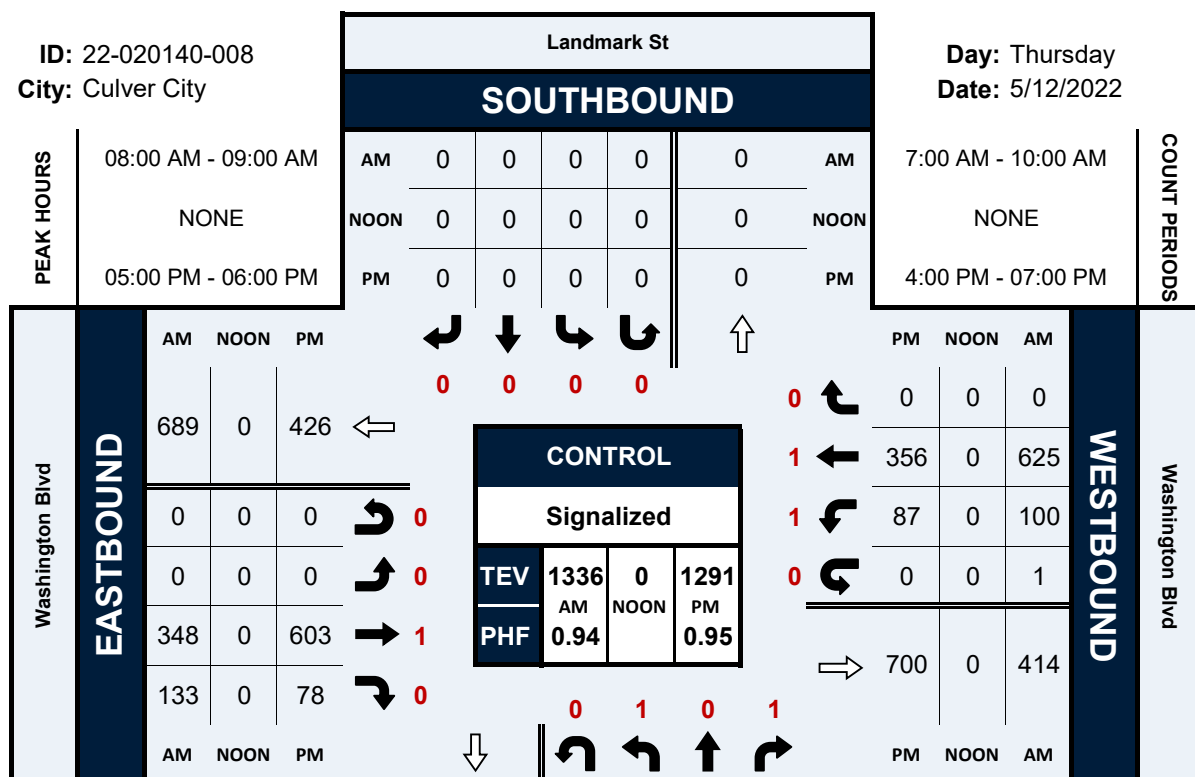 ID: 22-020140-008
City: Culver City
Landmark St
SOUTHBOUND
Day: Thursday
Date: 5/12/2022
PEAK HOURS
08:00 AM - 09:00 AM
NONE
05:00 PM - 06:00 PM
AM 0 0 0 0 0 AM
NOON 0 0 0 0 0 NOON
PM 0 0 0 0 0 PM
7:00 AM - 10:00 AM
NONE
4:00 PM - 07:00 PM
COUNT PERIODS
0 0 0 0
Washington Blvd
EASTBOUND
AM NOON PM
689 0 426
0 0 0 0
0 0 0 0
348 0 603 1
133 0 78 0
AM NOON PM
CONTROL
Signalized
TEV 1336 0 1291
AM NOON PM
PHF 0.94 0.95
PM NOON AM
0 0 0 0
1 356 0 625
1 87 0 100
0 0 0 1
700 0 414
PM NOON AM
WESTBOUND
Washington Blvd
0 1 0 1